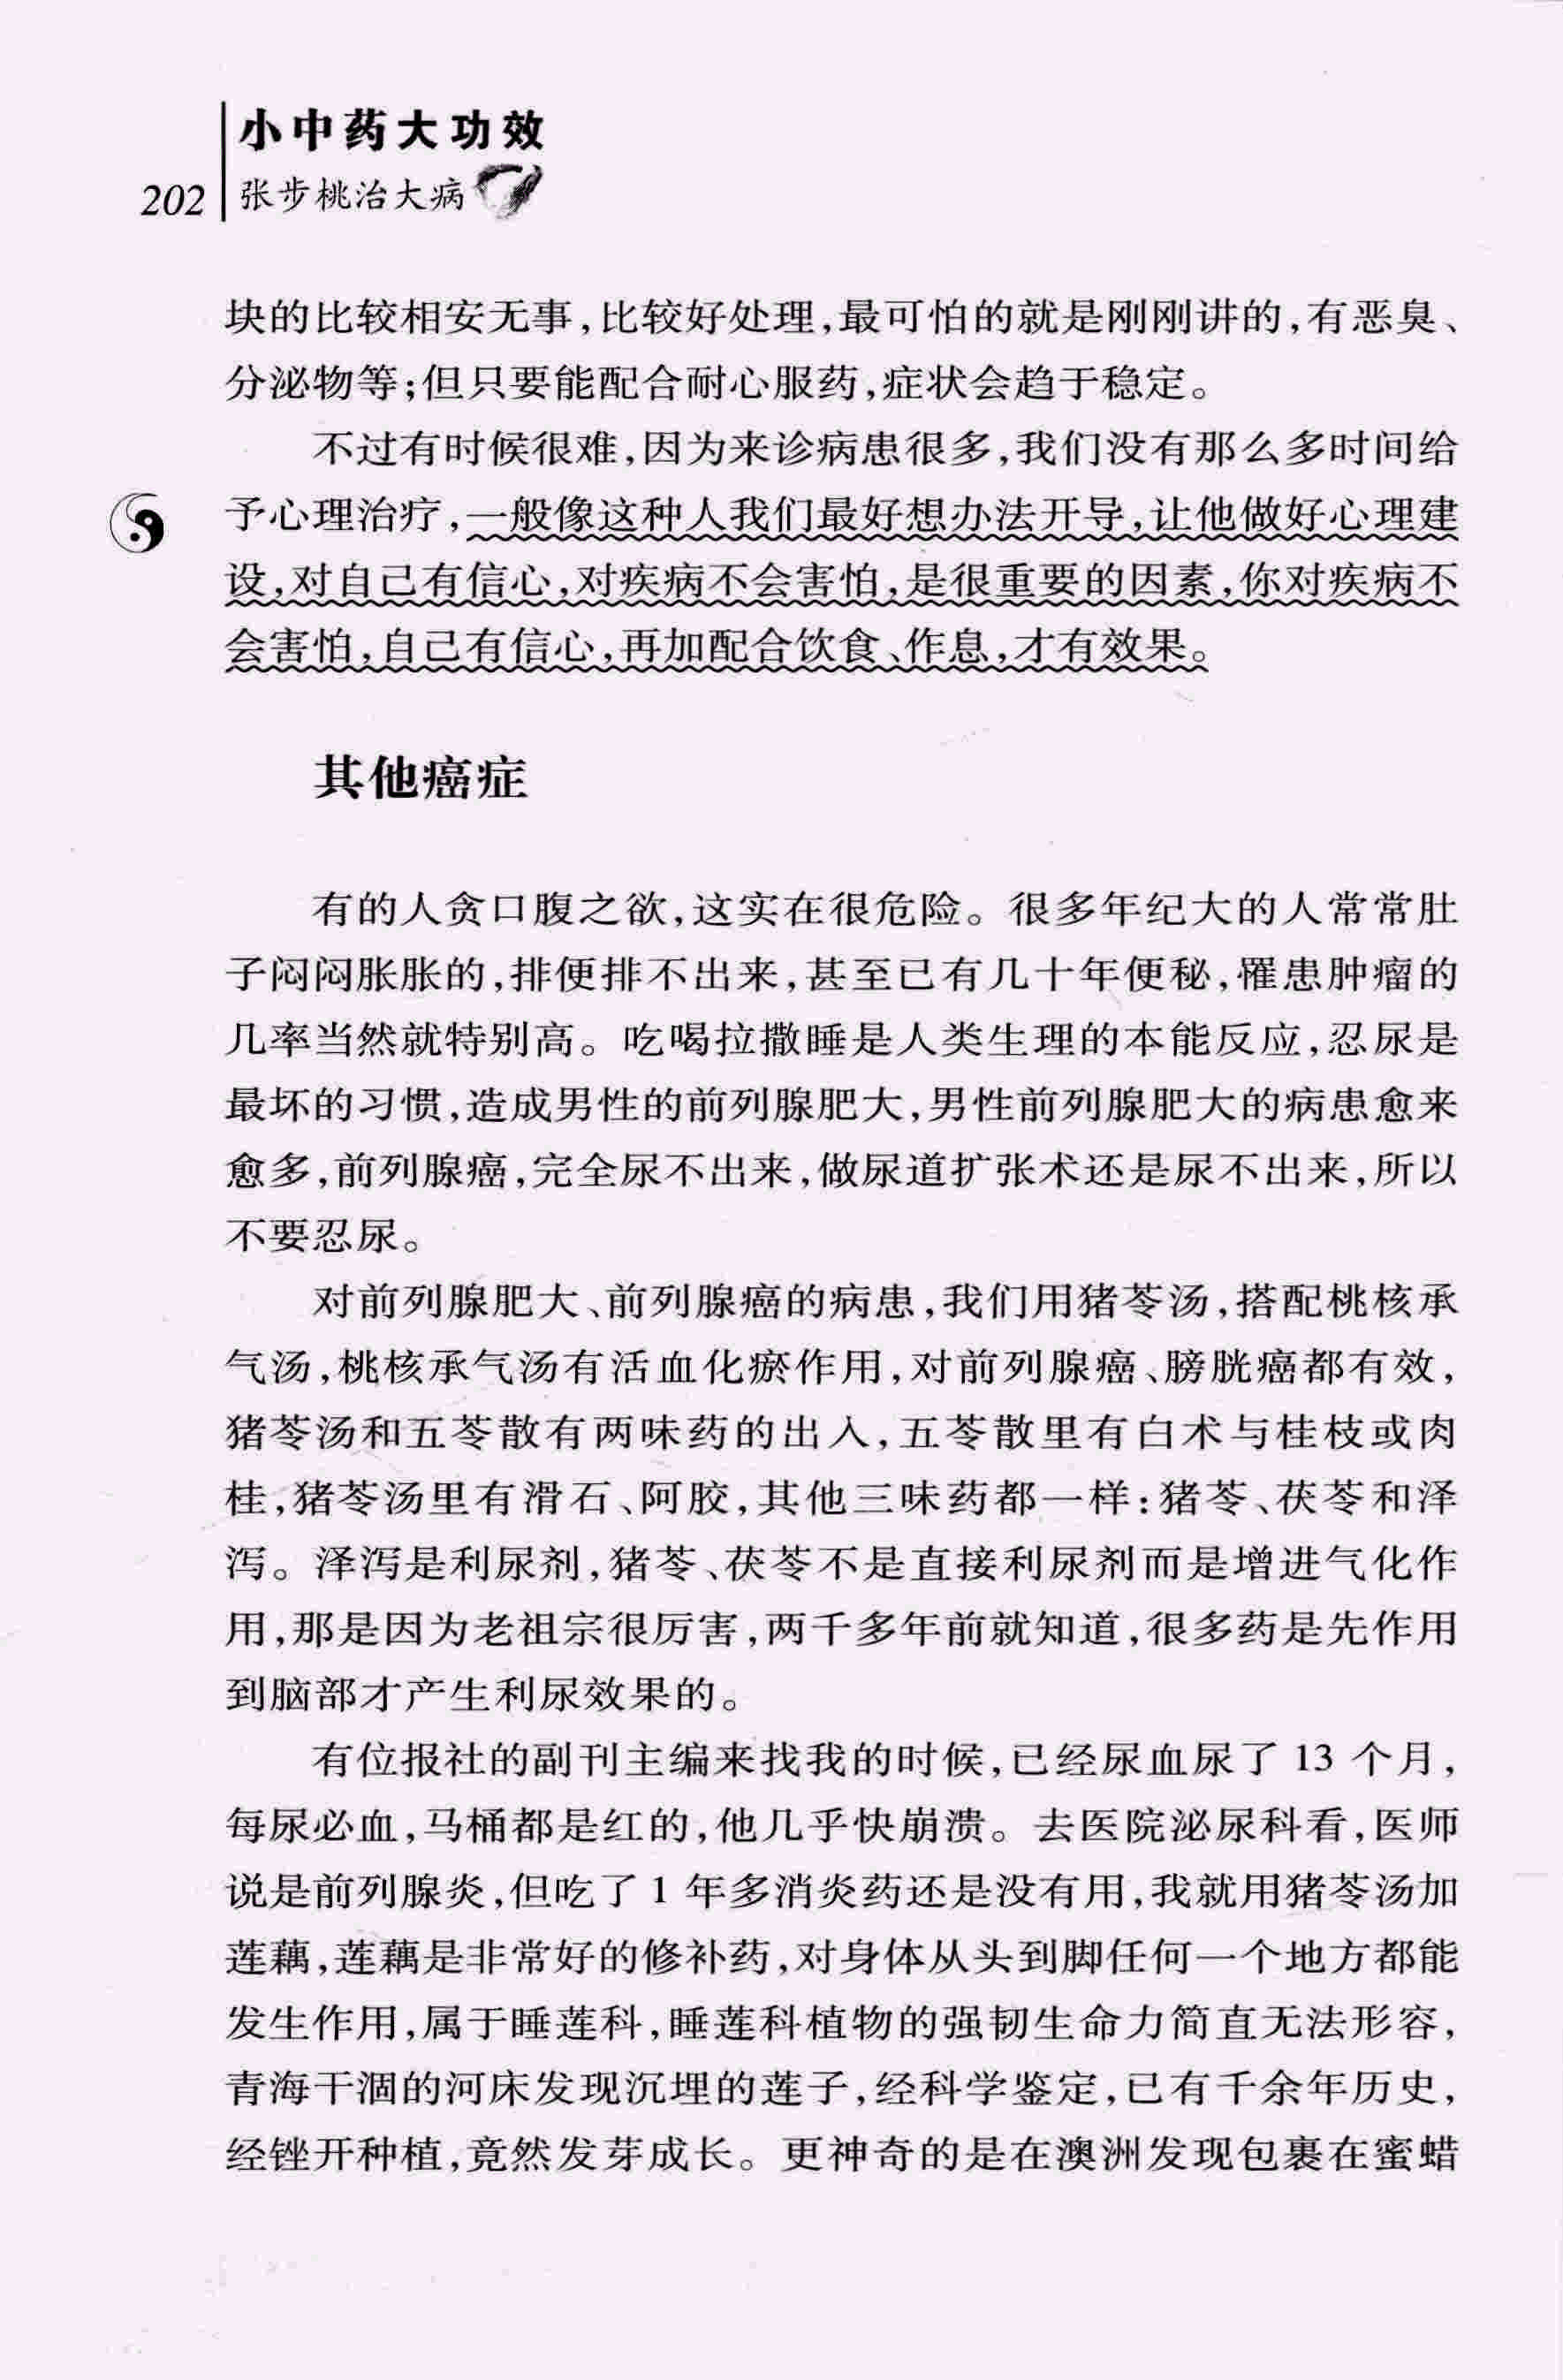 小中药大功效
202 张步桃治大病
块的比较相安无事,比较好处理,最可怕的就是刚刚讲的,有恶臭、
分泌物等;但只要能配合耐心服药,症状会趋于稳定。
不过有时候很难,因为来诊病患很多,我们没有那么多时间给
予心理治疗,一般像这种人我们最好想办法开导,让他做好心理建
设,对自己有信心,对疾病不会害怕,是很重要的因素,你对疾病不
会害怕,自己有信心,再加配合饮食、作息,才有效果。
其他癌症
有的人贪口腹之欲,这实在很危险。很多年纪大的人常常肚
子闷闷胀胀的,排便排不出来,甚至已有几十年便秘,罹患肿瘤的
几率当然就特别高。吃喝拉撒睡是人类生理的本能反应,忍尿是
最坏的习惯,造成男性的前列腺肥大,男性前列腺肥大的病患愈来
愈多,前列腺癌,完全尿不出来,做尿道扩张术还是尿不出来,所以
不要忍尿。
对前列腺肥大、前列腺癌的病患,我们用猪苓汤,搭配桃核承
气汤,桃核承气汤有活血化瘀作用,对前列腺癌、膀胱癌都有效,
猪苓汤和五苓散有两味药的出入,五苓散里有白术与桂枝或肉
桂,猪苓汤里有滑石、阿胶,其他三味药都一样:猪苓、茯苓和泽
泻。泽泻是利尿剂,猪苓、茯苓不是直接利尿剂而是增进气化作
用,那是因为老祖宗很厉害,两千多年前就知道,很多药是先作用
到脑部才产生利尿效果的。
有位报社的副刊主编来找我的时候,已经尿血尿了 13 个月,
每尿必血,马桶都是红的,他几乎快崩溃。去医院泌尿科看,医师
说是前列腺炎,但吃了 1 年多消炎药还是没有用,我就用猪苓汤加
莲藕,莲藕是非常好的修补药,对身体从头到脚任何一个地方都能
发生作用,属于睡莲科,睡莲科植物的强韧生命力简直无法形容,
青海干涸的河床发现沉埋的莲子,经科学鉴定,已有千余年历史,
经锉开种植,竟然发芽成长。更神奇的是在澳洲发现包裹在蜜蜡